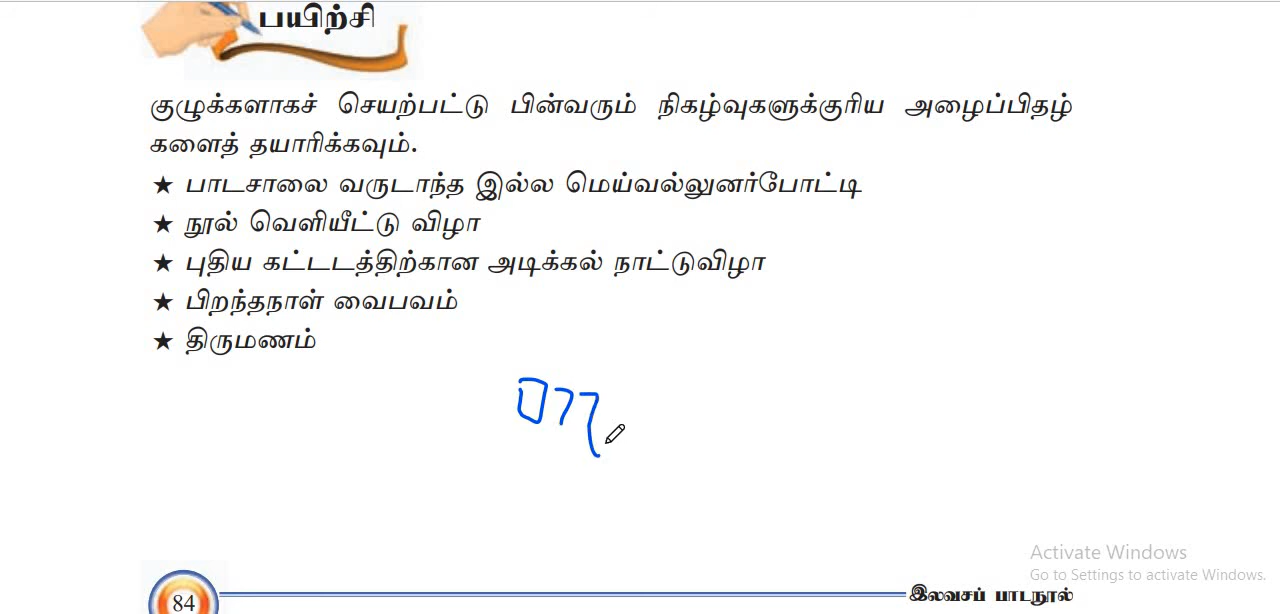 பயிற்சி
குழுக்களாகச் செயற்பட்டு பின்வரும் நிகழ்வுகளுக்குரிய அழைப்பிதழ்
களைத் தயாரிக்கவும்.
★ பாடசாலை வருடாந்த இல்ல மெய்வல்லுனர்போட்டி
★ நூல் வெளியீட்டு விழா
★ புதிய கட்டடத்திற்கான அடிக்கல் நாட்டுவிழா
★ பிறந்தநாள் வைபவம்
★ திருமணம்
Activate Windows
Go to Settings to activate Windows.
84
இலவசப் பாடநூல்